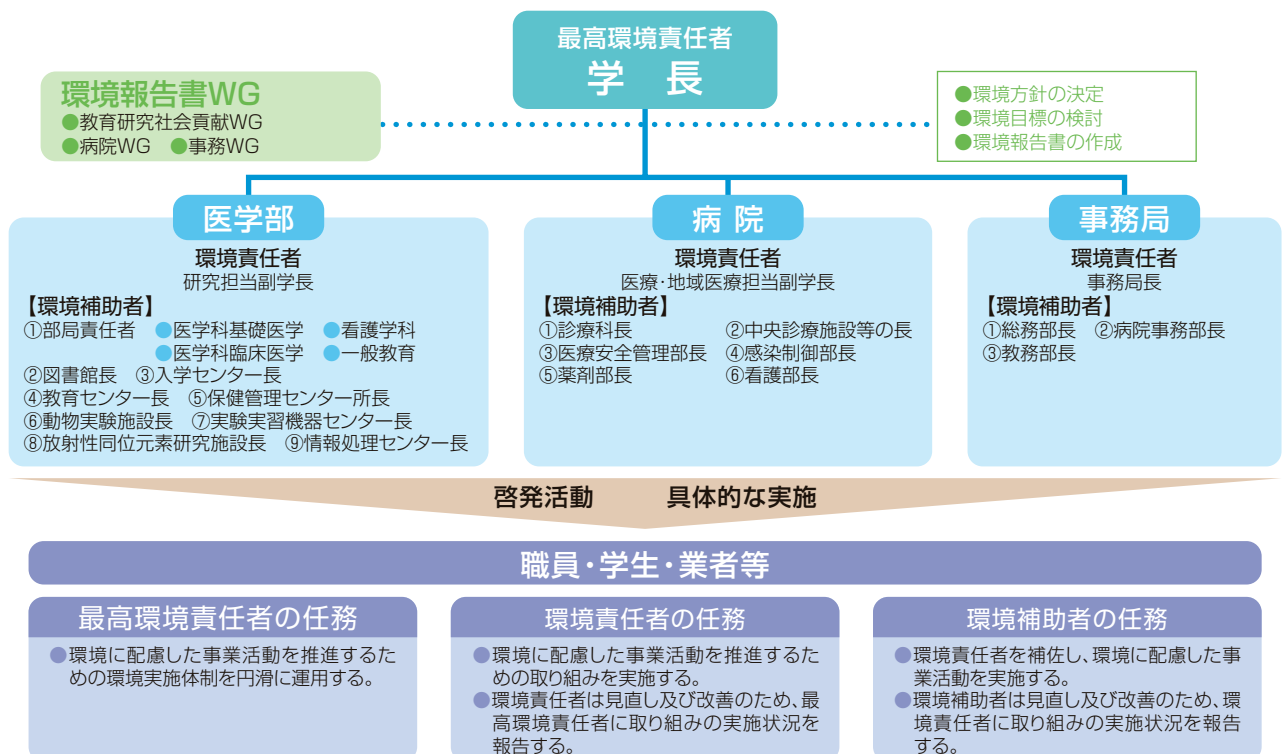 最高環境責任者
学 長
環境報告書WG
●教育研究社会貢献WG
●病院WG ●事務WG
●環境方針の決定
●環境目標の検討
●環境報告書の作成
医学部
環境責任者
研究担当副学長
【環境補助者】
①部局責任者 ●医学科基礎医学 ●看護学科
●医学科臨床医学 ●一般教育
②図書館長 ③入学センター長
④教育センター長 ⑤保健管理センター所長
⑥動物実験施設長 ⑦実験実習機器センター長
⑧放射性同位元素研究施設長 ⑨情報処理センター長
病 院
環境責任者
医療・地域医療担当副学長
【環境補助者】
①診療科長 ②中央診療施設等の長
③医療安全管理部長 ④感染制御部長
⑤薬剤部長 ⑥看護部長
事務局
環境責任者
事務局長
【環境補助者】
①総務部長 ②病院事務部長
③教務部長
啓発活動 具体的な実施
職員・学生・業者等
最高環境責任者の任務
●環境に配慮した事業活動を推進するた
めの環境実施体制を円滑に運用する。
環境責任者の任務
●環境に配慮した事業活動を推進するた
めの取り組みを実施する。
●環境責任者は見直し及び改善のため、最
高環境責任者に取り組みの実施状況を
報告する。
環境補助者の任務
●環境責任者を補佐し、環境に配慮した事
業活動を実施する。
●環境補助者は見直し及び改善のため、環
境責任者に取り組みの実施状況を報告
する。